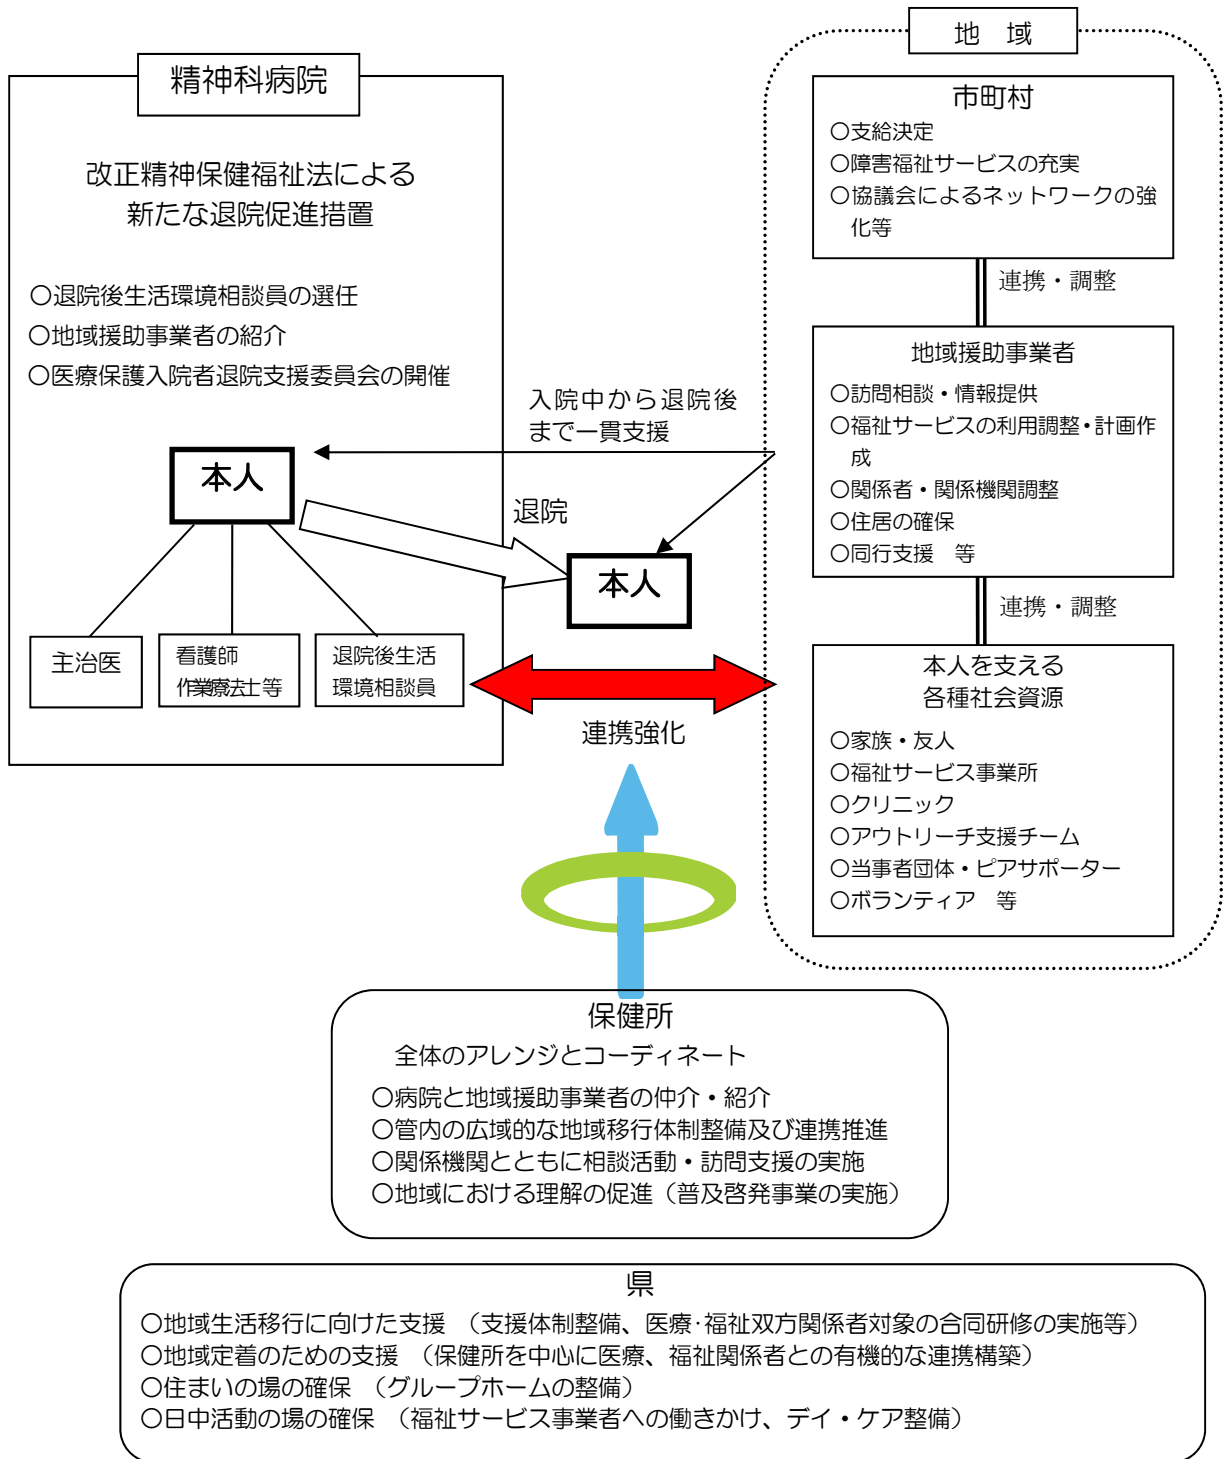 精神科病院
改正精神保健福祉法による
新たな退院促進措置
〇退院後生活環境相談員の選任
〇地域援助事業者の紹介
〇医療保護入院者退院支援委員会の開催
本人
主治医
看護師
作業療法士等
退院後生活
環境相談員
入院中から退院後
まで一貫支援
退院
本人
連携強化
地　域
市町村
〇支給決定
〇障害福祉サービスの充実
〇協議会によるネットワークの強
化等
連携・調整
地域援助事業者
〇訪問相談・情報提供
〇福祉サービスの利用調整・計画作
成
〇関係者・関係機関調整
〇住居の確保
〇同行支援　等
連携・調整
本人を支える
各種社会資源
〇家族・友人
〇福祉サービス事業所
〇クリニック
〇アウトリーチ支援チーム
〇当事者団体・ピアサポーター
〇ボランティア　等
保健所
全体のアレンジとコーディネート
〇病院と地域援助事業者の仲介・紹介
〇管内の広域的な地域移行体制整備及び連携推進
〇関係機関とともに相談活動・訪問支援の実施
〇地域における理解の促進（普及啓発事業の実施）
県
〇地域生活移行に向けた支援　（支援体制整備、医療・福祉双方関係者対象の合同研修の実施等）
〇地域定着のための支援　（保健所を中心に医療、福祉関係者との有機的な連携構築）
〇住まいの場の確保　（グループホームの整備）
〇日中活動の場の確保　（福祉サービス事業者への働きかけ、デイ・ケア整備）